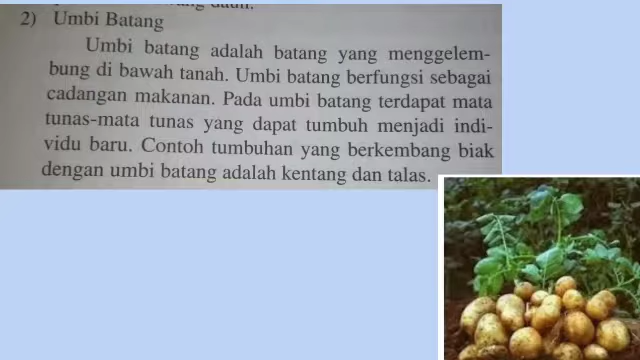 2) Umbi Batang
Umbi batang adalah batang yang menggelem-
bung di bawah tanah. Umbi batang berfungsi sebagai
cadangan makanan. Pada umbi batang terdapat mata
tunas-mata tunas yang dapat tumbuh menjadi indi-
vidu baru. Contoh tumbuhan yang berkembang biak
dengan umbi batang adalah kentang dan talas.